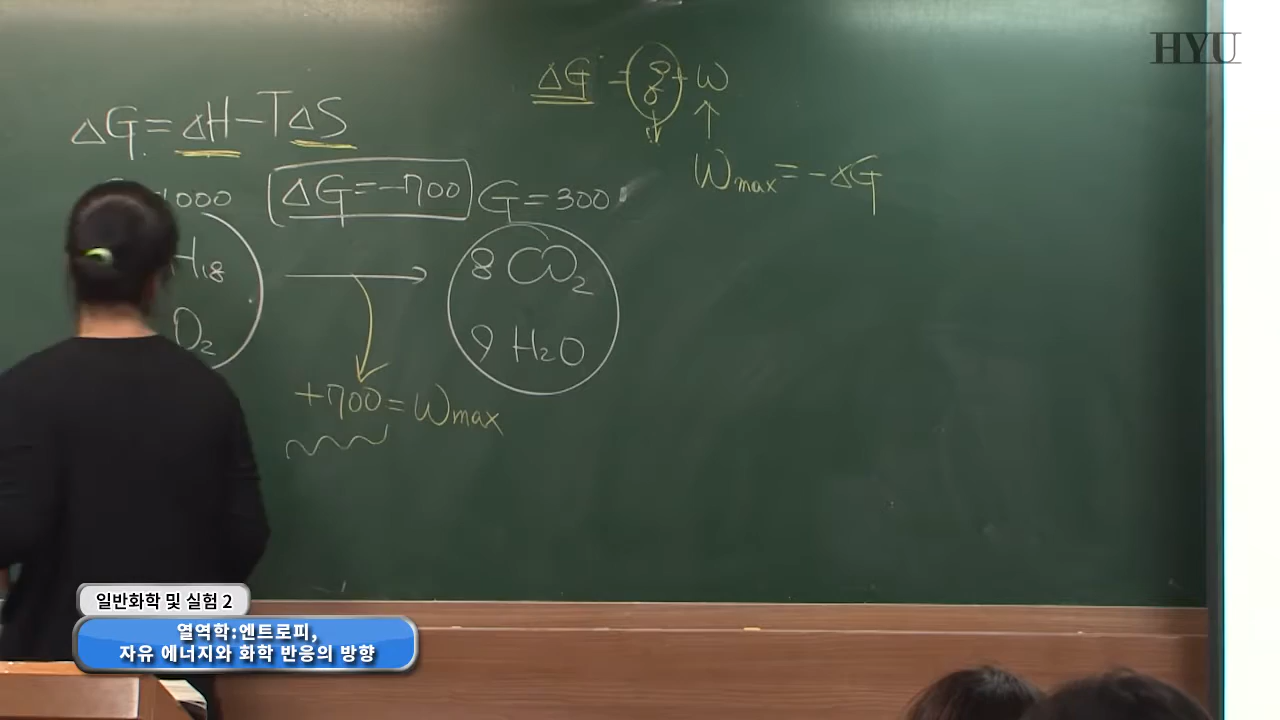 HYU
ΔG = q - w
ΔG = ΔH - TΔS
Wmax = -ΔG
1000
ΔG = -700
G = 300
H18
8 CO2
O2
9 H2O
+700 = Wmax
일반화학 및 실험 2
열역학:엔트로피,
자유 에너지와 화학 반응의 방향